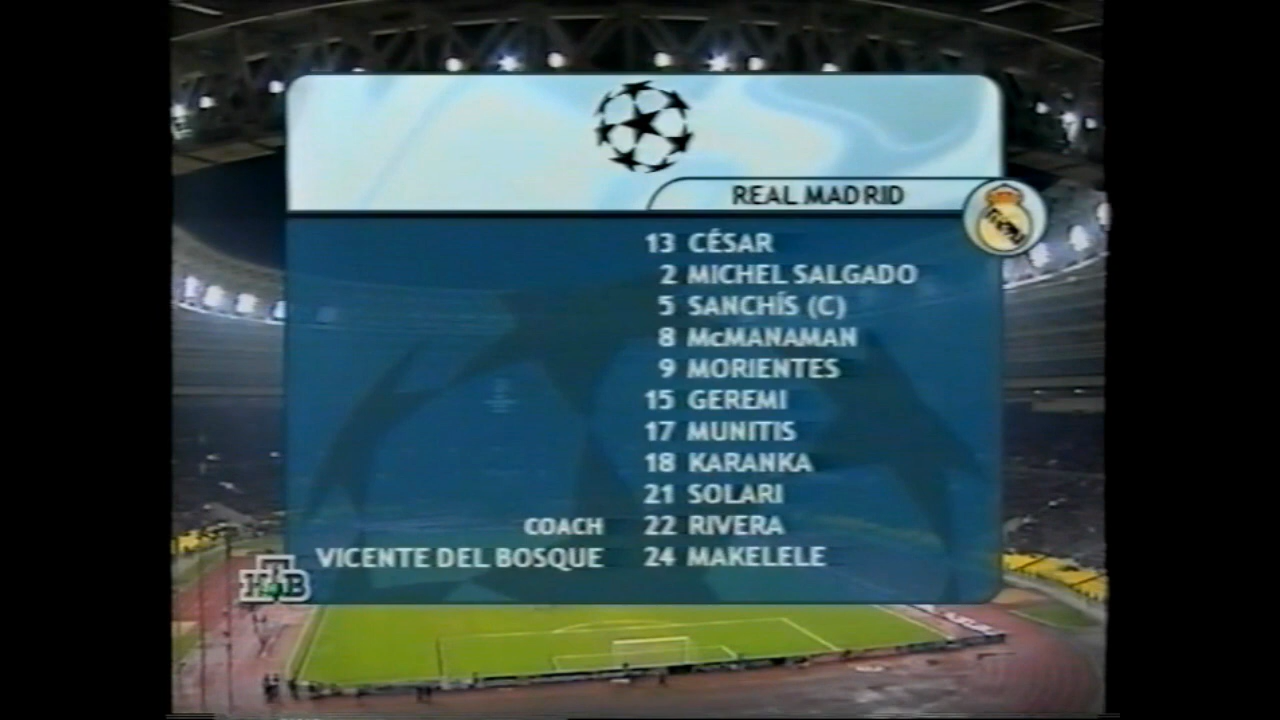 REAL MADRID
13 CÉSAR
2 MICHEL SALGADO
5 SANCHÍS (C)
8 McMANAMAN
9 MORIENTES
15 GEREMI
17 MUNITIS
18 KARANKA
21 SOLARI
COACH 22 RIVERA
VICENTE DEL BOSQUE 24 MAKELELE
НТВ